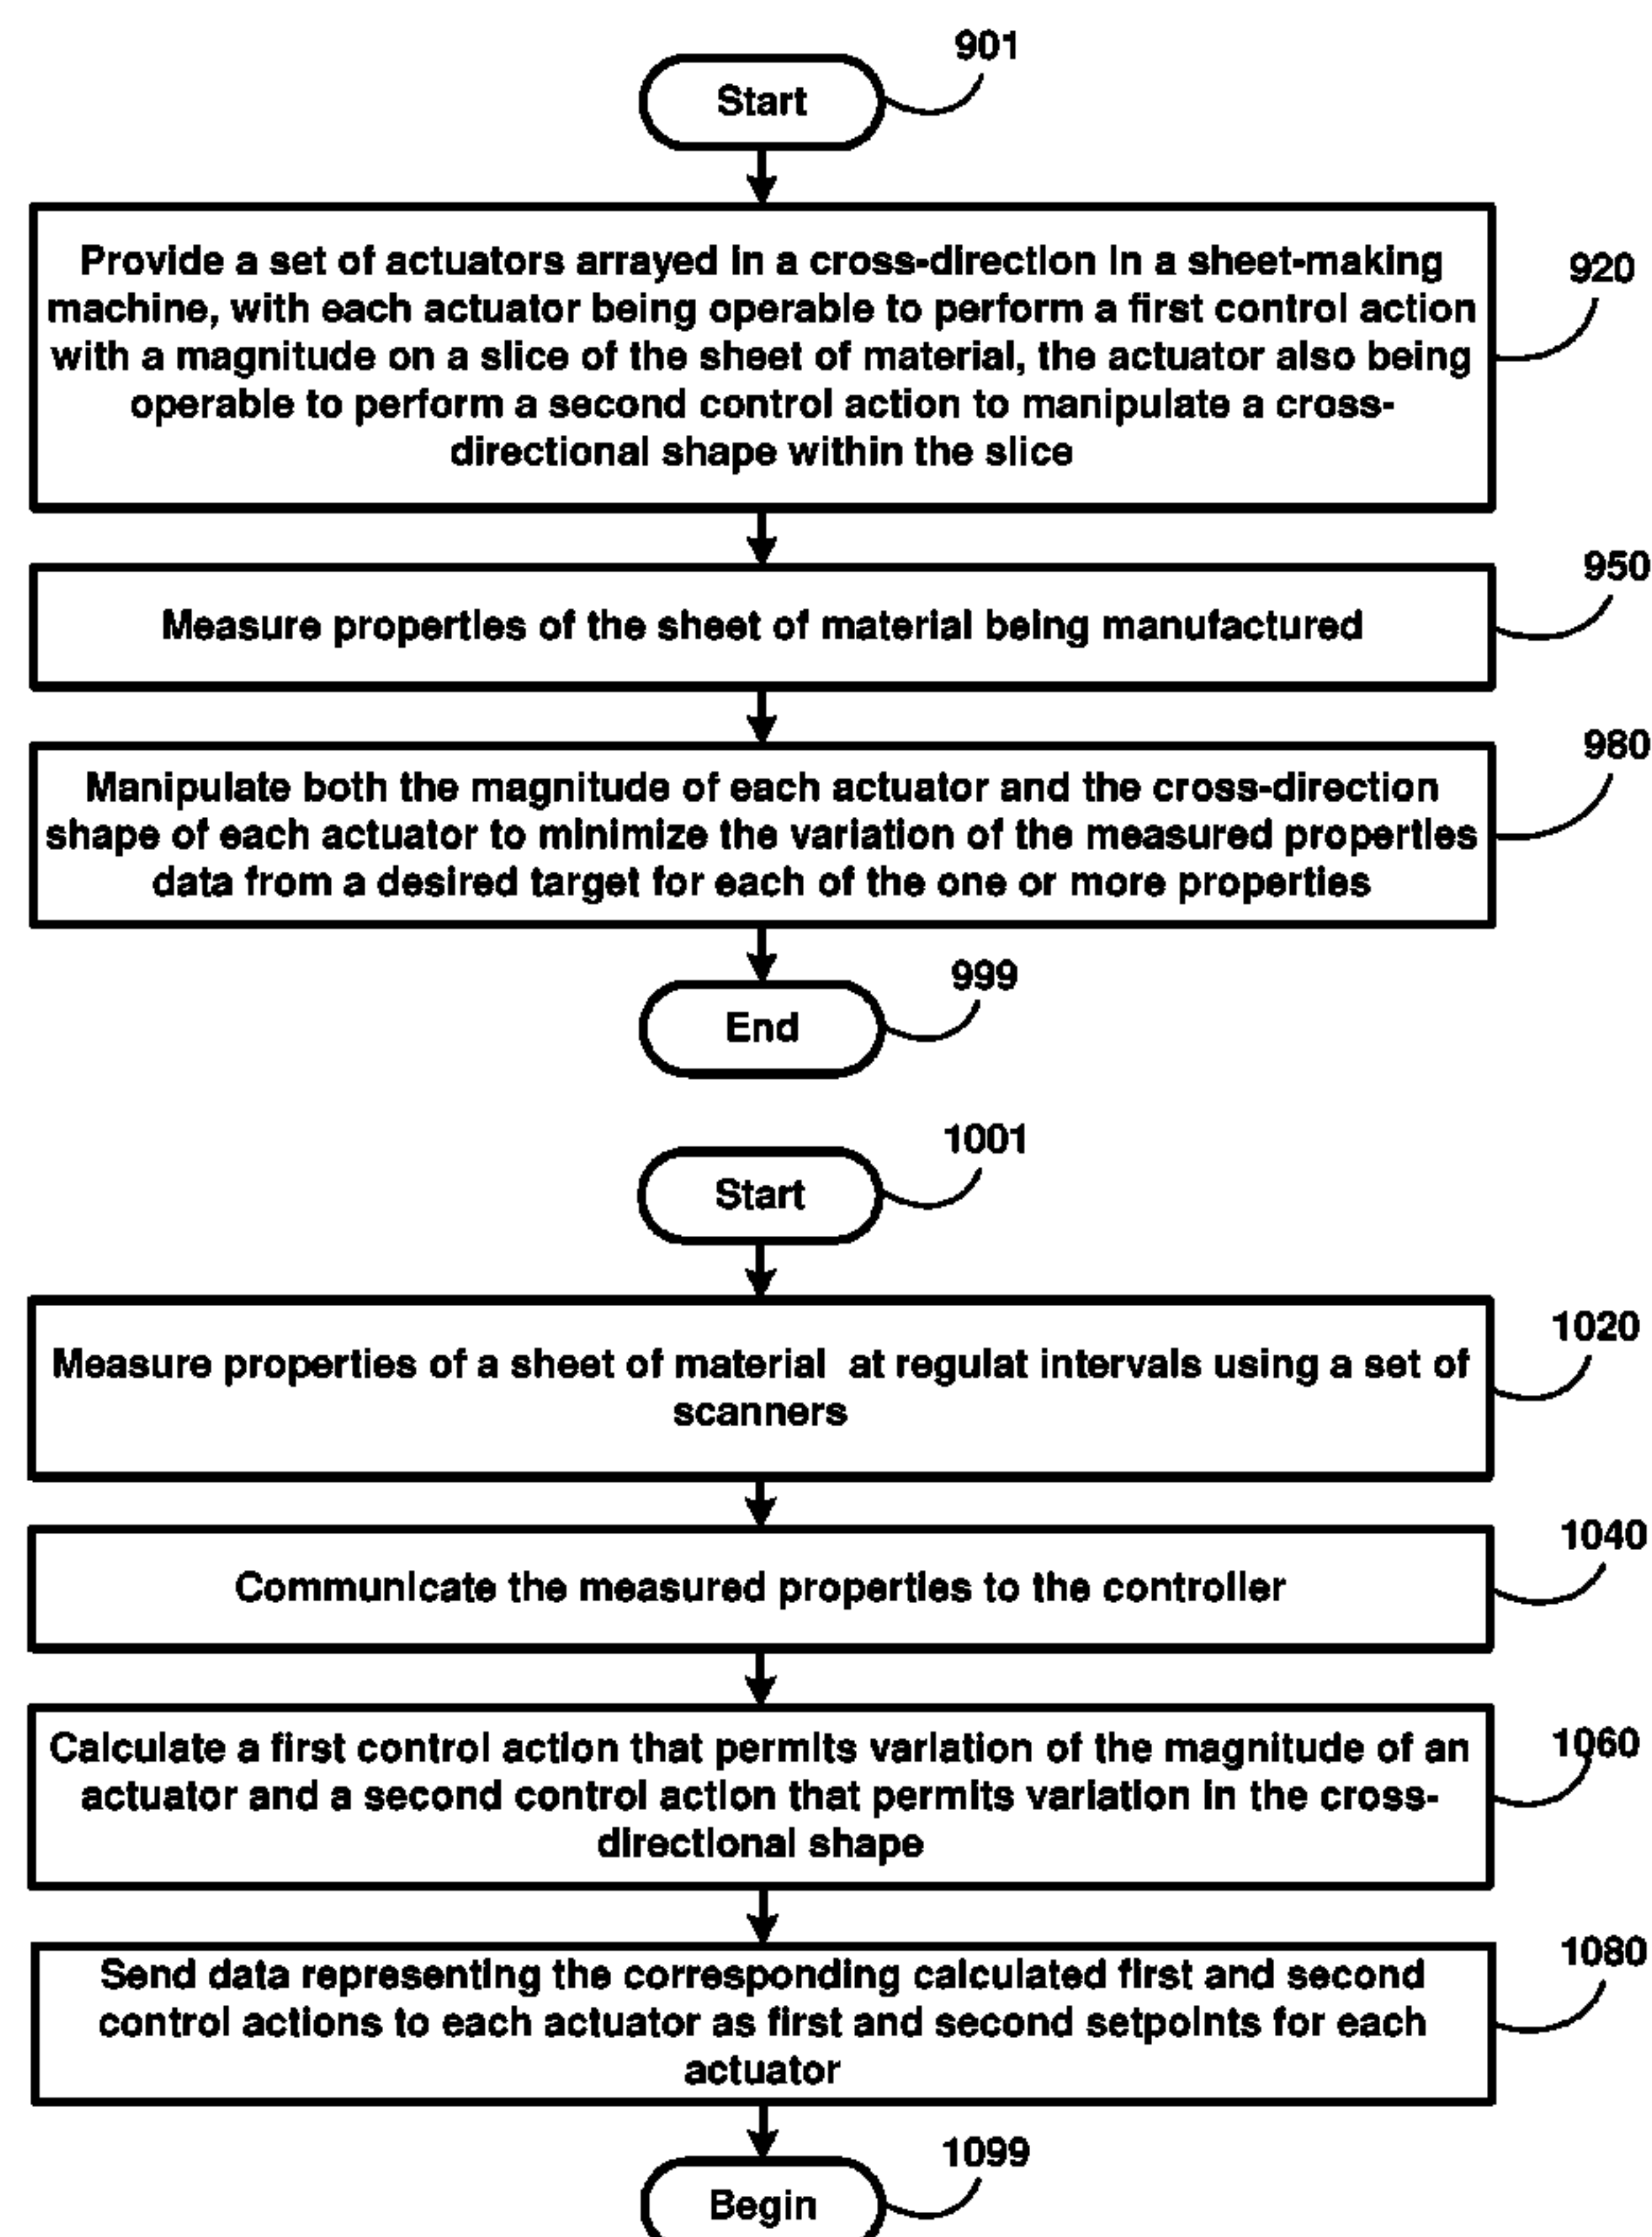 901
Start
Provide a set of actuators arrayed in a cross-direction in a sheet-making
machine, with each actuator being operable to perform a first control action
with a magnitude on a slice of the sheet of material, the actuator also being
operable to perform a second control action to manipulate a cross-
directional shape within the slice
920
Measure properties of the sheet of material being manufactured
950
Manipulate both the magnitude of each actuator and the cross-direction
shape of each actuator to minimize the variation of the measured properties
data from a desired target for each of the one or more properties
980
End
999
Start
1001
Measure properties of a sheet of material at regulat intervals using a set of
scanners
1020
Communicate the measured properties to the controller
1040
Calculate a first control action that permits variation of the magnitude of an
actuator and a second control action that permits variation in the cross-
directional shape
1060
Send data representing the corresponding calculated first and second
control actions to each actuator as first and second setpoints for each
actuator
1080
Begin
1099